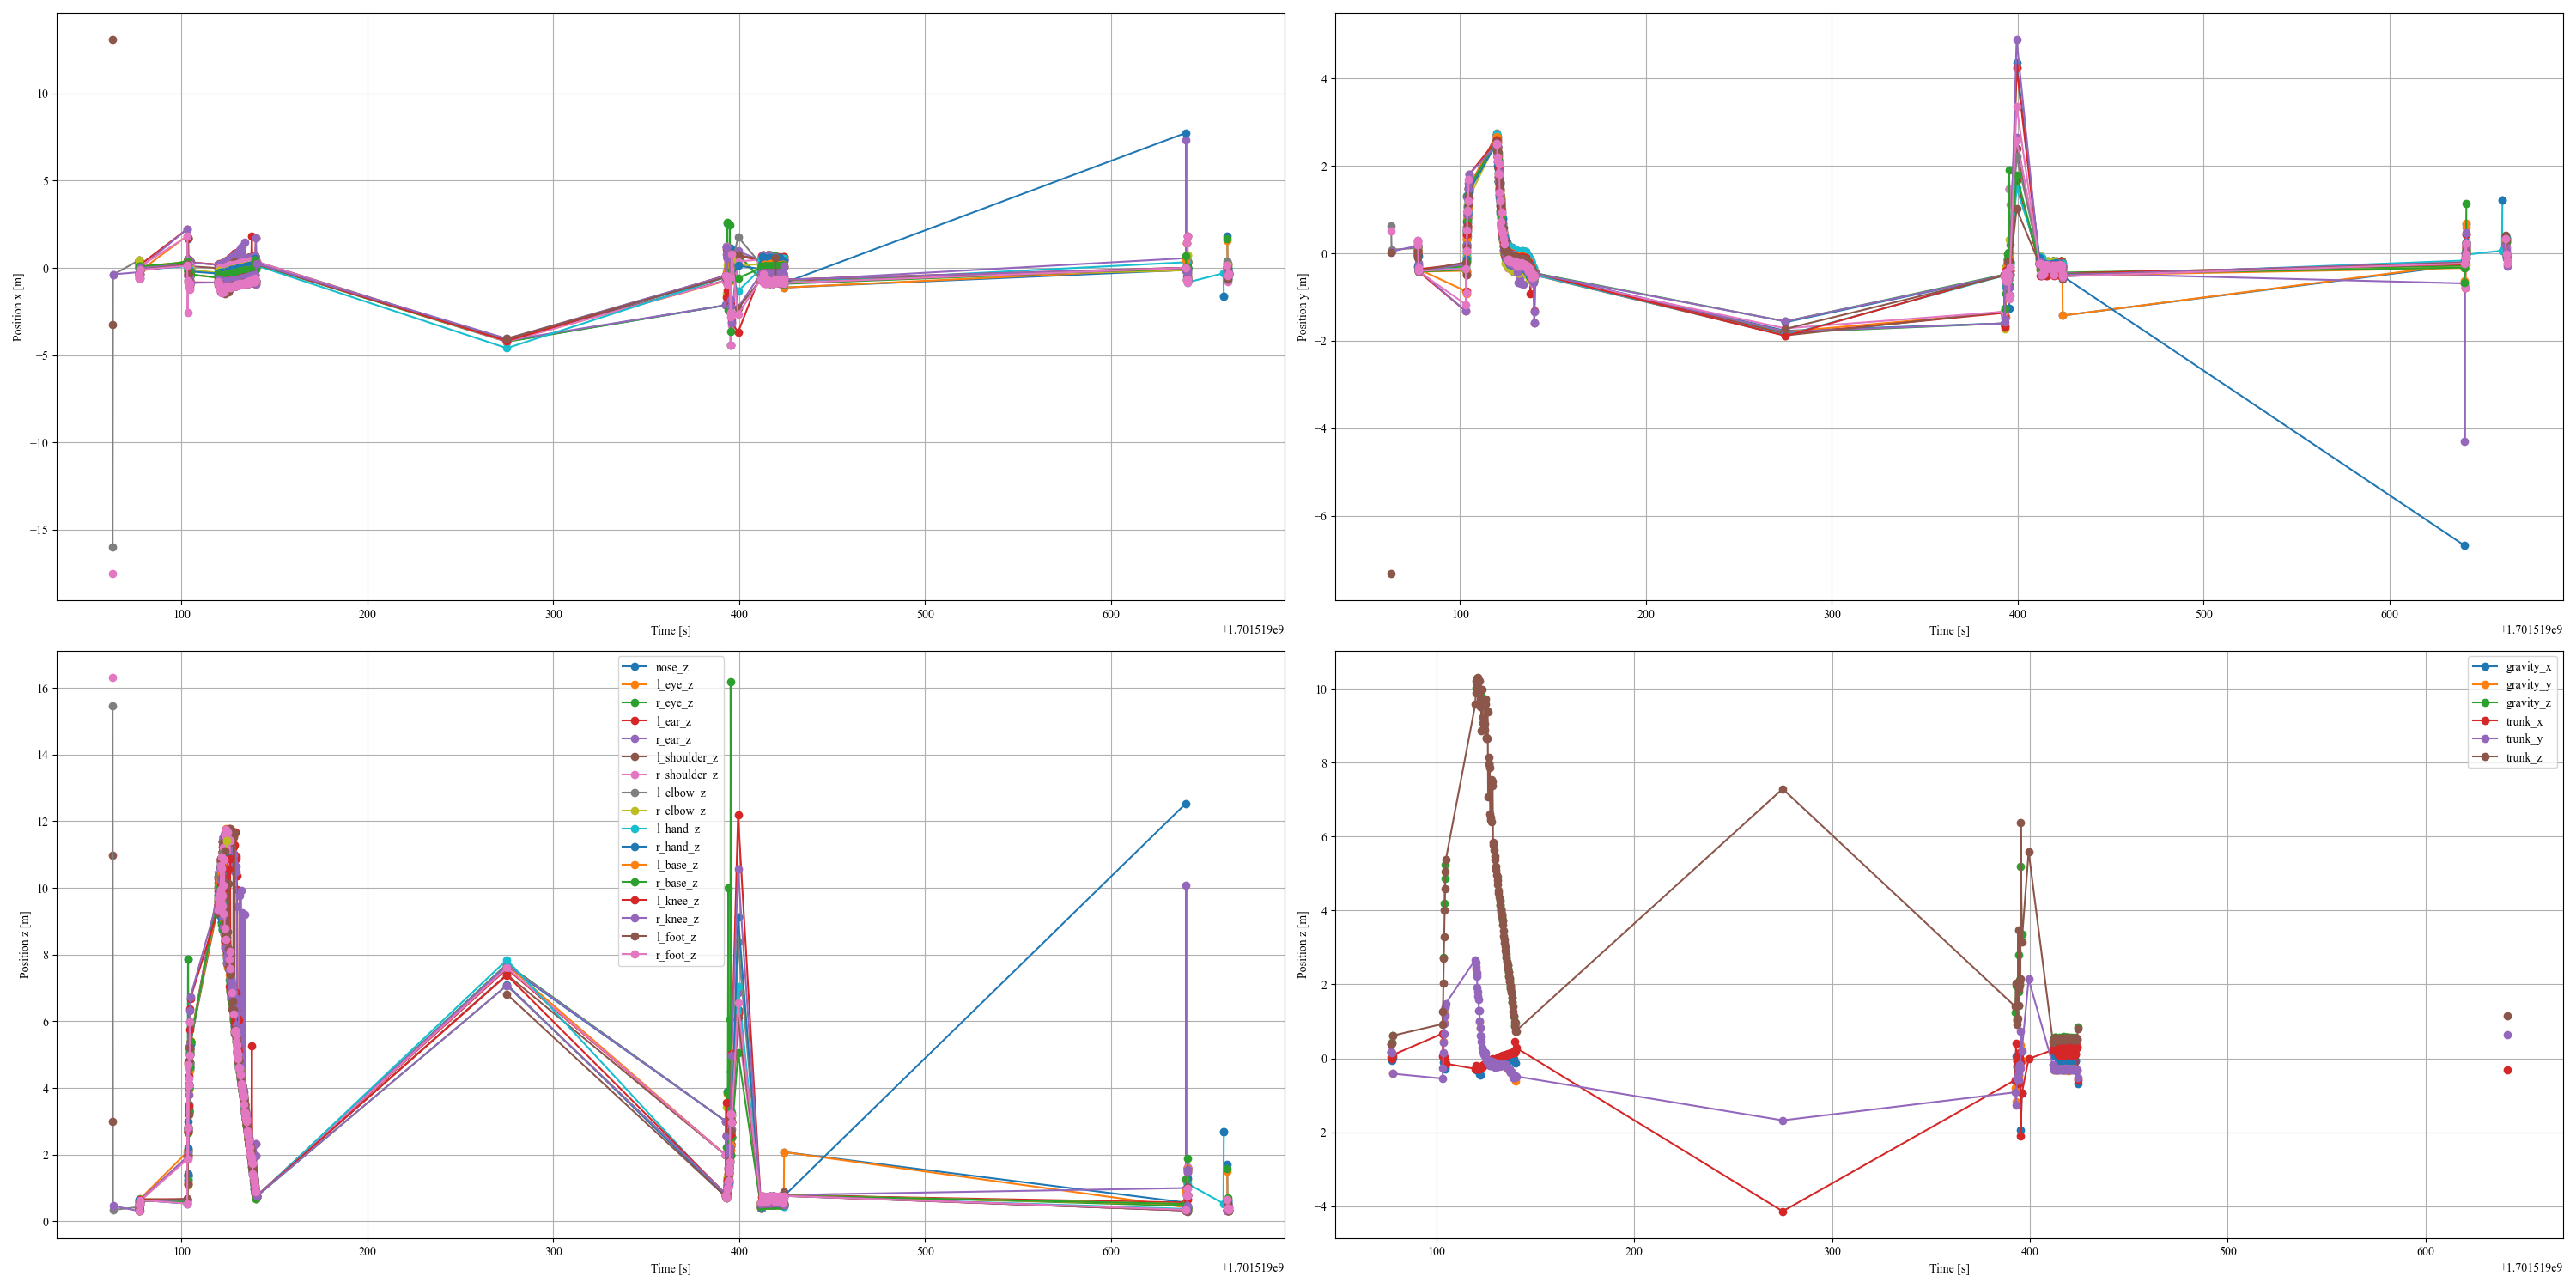 10
5
0
−5
−10
−15
Position x [m]
100 200 300 400 500 600
Time [s]
+1.701519e9
4
2
0
−2
−4
−6
Position y [m]
100 200 300 400 500 600
Time [s]
+1.701519e9
16
14
12
10
8
6
4
2
0
Position z [m]
nose_z
l_eye_z
r_eye_z
l_ear_z
r_ear_z
l_shoulder_z
r_shoulder_z
l_elbow_z
r_elbow_z
l_hand_z
r_hand_z
l_base_z
r_base_z
l_knee_z
r_knee_z
l_foot_z
r_foot_z
100 200 300 400 500 600
Time [s]
+1.701519e9
10
8
6
4
2
0
−2
−4
Position z [m]
gravity_x
gravity_y
gravity_z
trunk_x
trunk_y
trunk_z
100 200 300 400 500 600
Time [s]
+1.701519e9